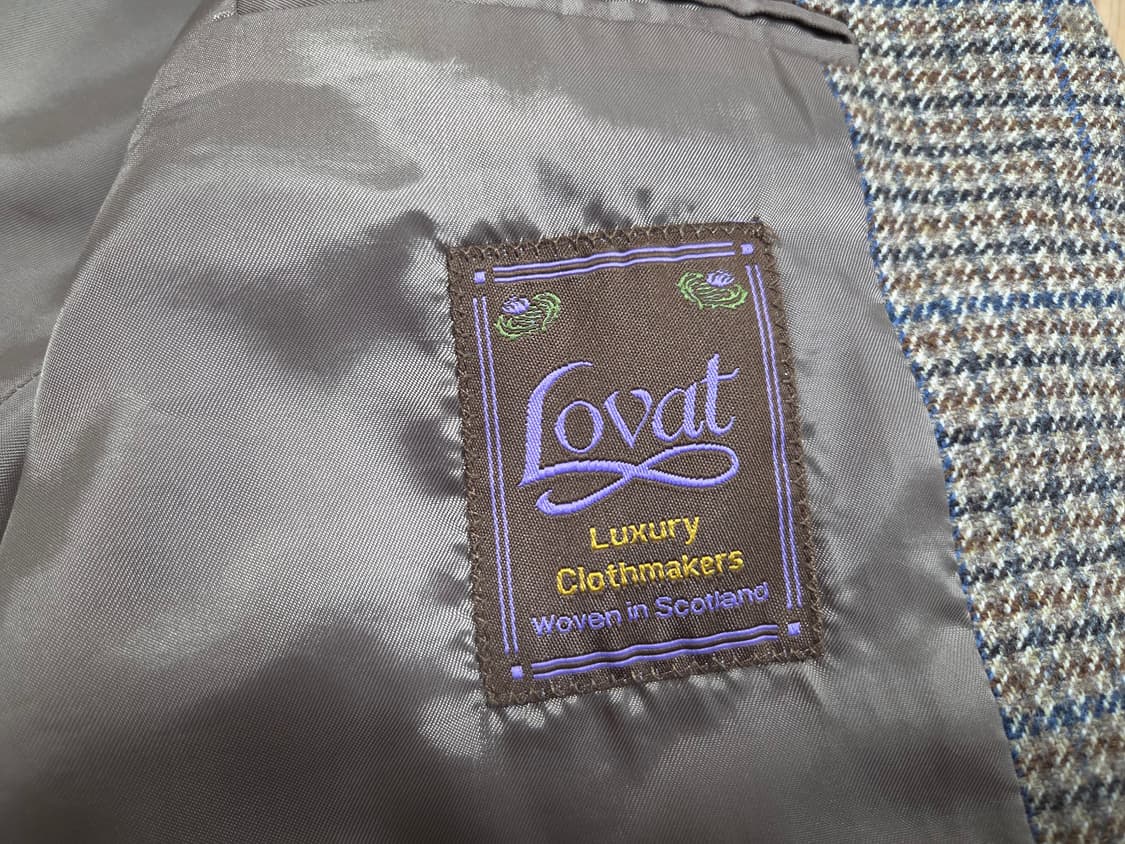 Lovat
Luxury
Clothmakers
Woven in Scotland